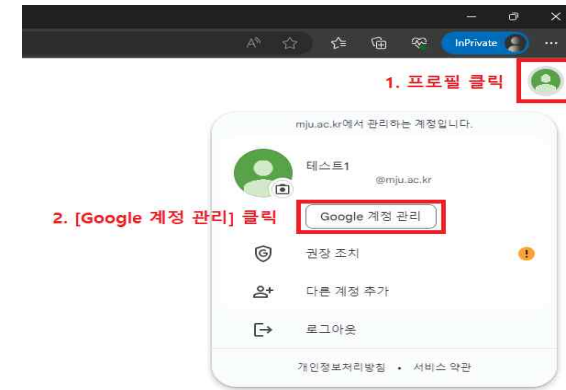 InPrivate
1. 프로필 클릭
mju.ac.kr에서 관리하는 계정입니다.
테스트1
@mju.ac.kr
2. [Google 계정 관리] 클릭
Google 계정 관리
권장 조치
다른 계정 추가
로그아웃
개인정보처리방침 • 서비스 약관